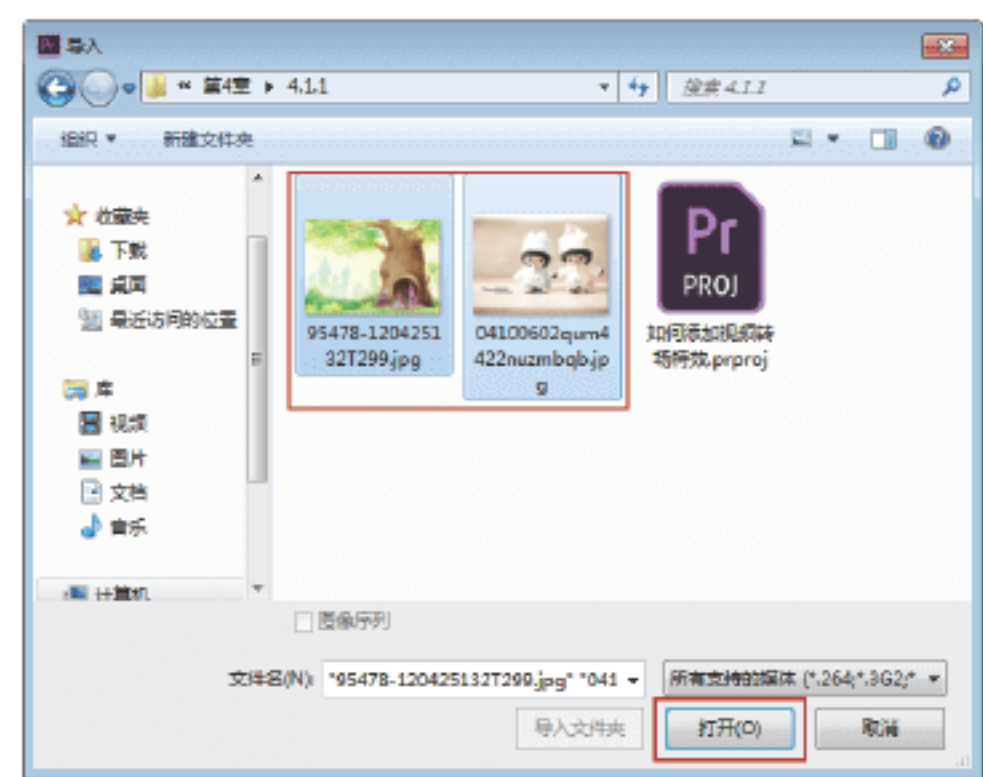 导入
« 第4章 ▸ 4.1.1
搜索 4.1.1
组织
新建文件夹
收藏夹
下载
桌面
最近访问的位置
库
视频
图片
文档
音乐
计算机
95478-1204251
32T299.jpg
04100602qum4
422nuzmbqb.jp
g
Pr
PROJ
如何添加视频转
场特效.prproj
图像序列
文件名(N):
"95478-120425132T299.jpg" "041
所有支持的媒体 (*.264;*.3G2;*
导入文件夹
打开(O)
取消